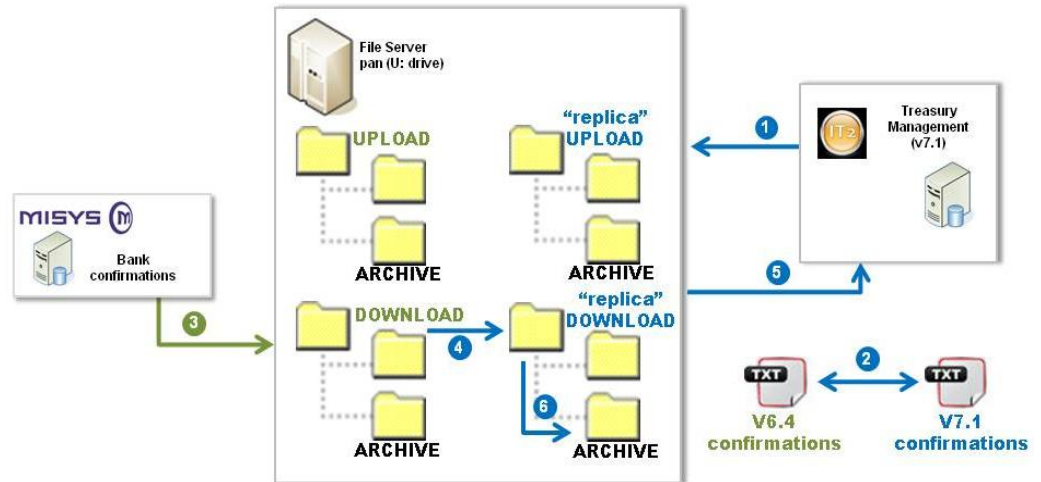 File Server
pan (U: drive)
UPLOAD
ARCHIVE
"replica"
UPLOAD
ARCHIVE
1
IT2
Treasury
Management
(v7.1)
MISYS M
Bank
confirmations
3
DOWNLOAD
ARCHIVE
4
"replica"
DOWNLOAD
6
ARCHIVE
5
2
TXT
V6.4
confirmations
TXT
V7.1
confirmations